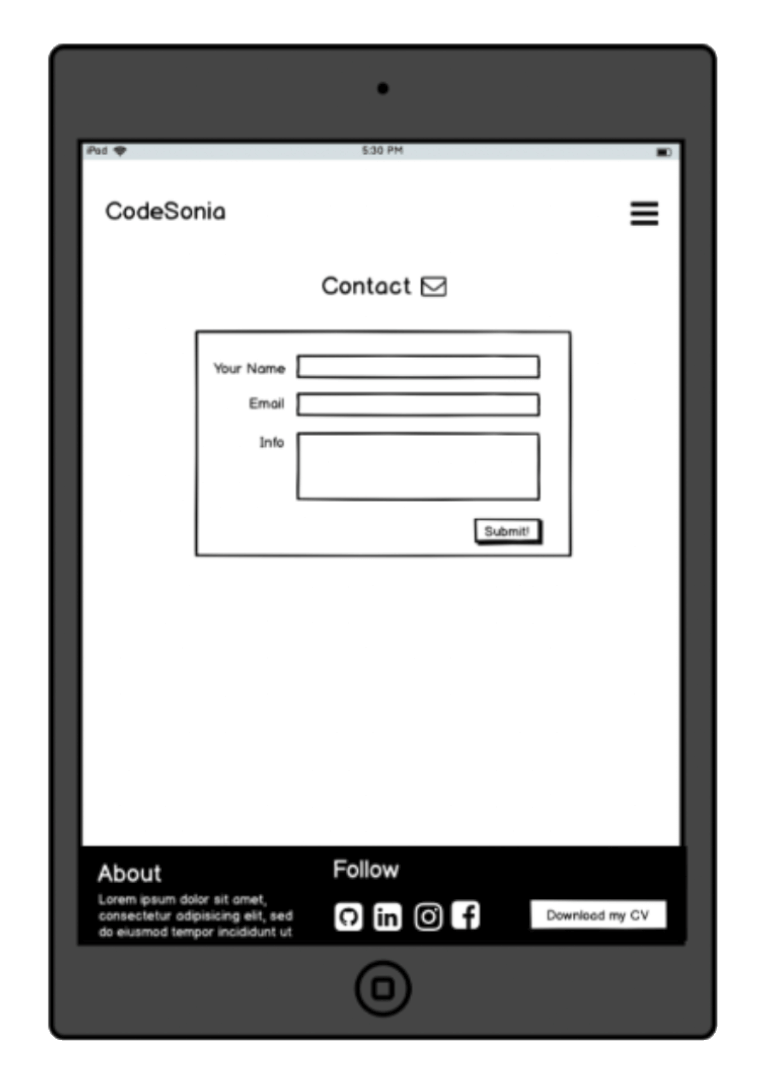 iPad 5:30 PM
CodeSonia
Contact
Your Name
Email
Info
Submit!
About
Lorem ipsum dolor sit amet,
consectetur adipisicing elit, sed
do eiusmod tempor incididunt ut
Follow
in
f
Download my CV